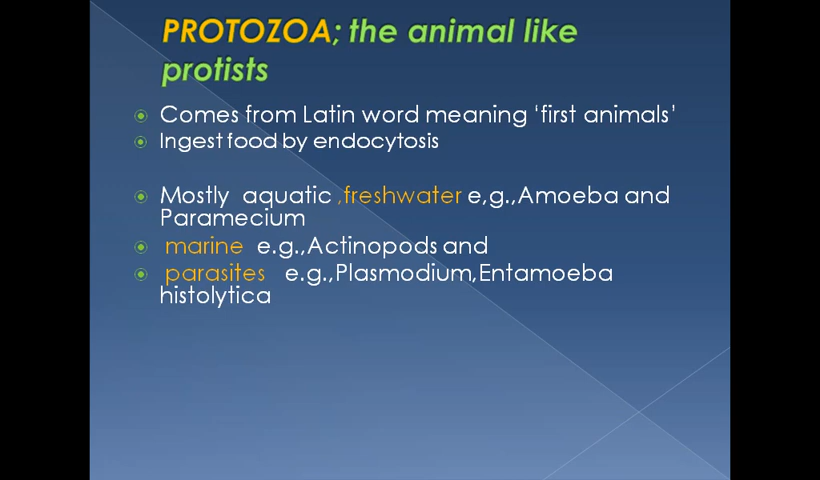 PROTOZOA; the animal like
protists
Comes from Latin word meaning ‘first animals’
Ingest food by endocytosis
Mostly aquatic ,freshwater e,g.,Amoeba and
Paramecium
marine e.g.,Actinopods and
parasites e.g.,Plasmodium,Entamoeba
histolytica